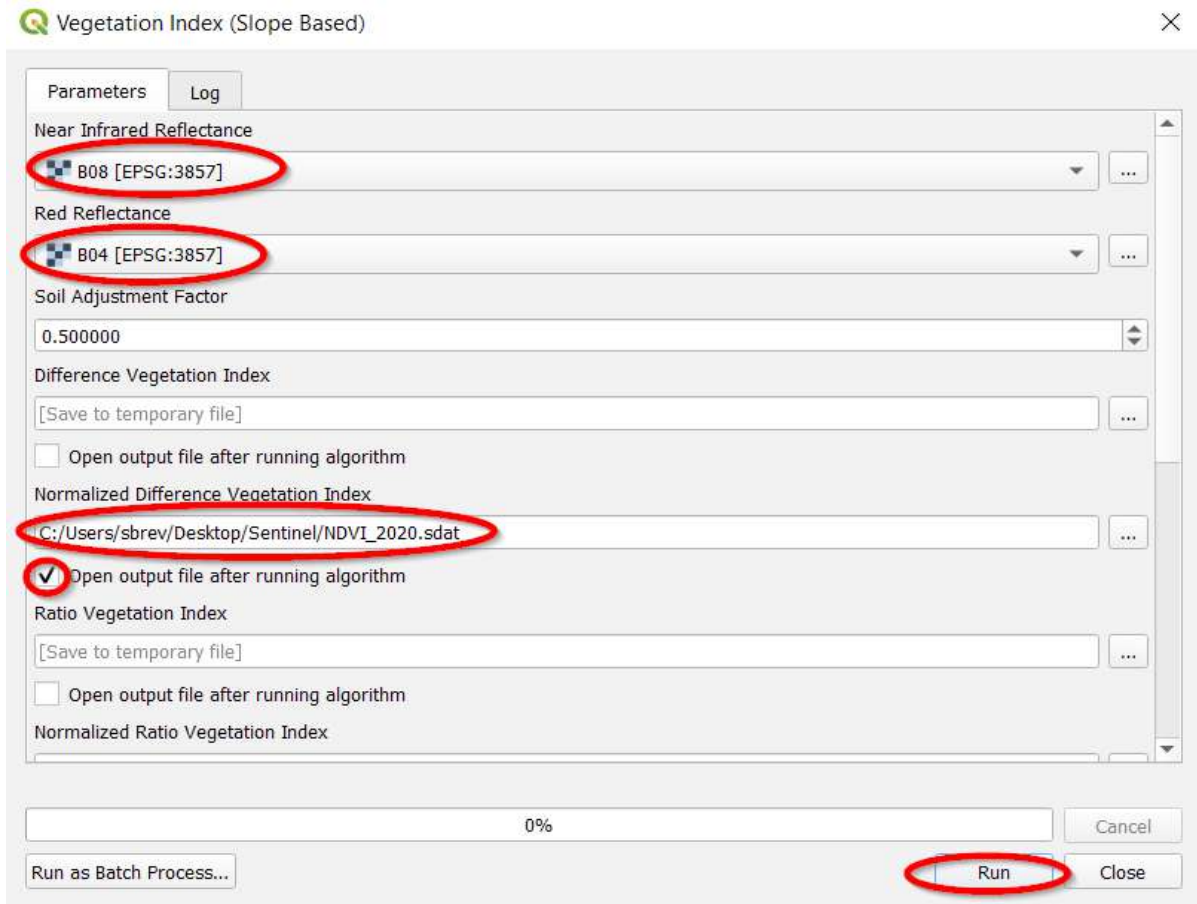 Vegetation Index (Slope Based)
Parameters Log
Near Infrared Reflectance
B08 [EPSG:3857]
...
Red Reflectance
B04 [EPSG:3857]
...
Soil Adjustment Factor
0.500000
Difference Vegetation Index
[Save to temporary file]
...
Open output file after running algorithm
Normalized Difference Vegetation Index
C:/Users/sbrev/Desktop/Sentinel/NDVI_2020.sdat
...
Open output file after running algorithm
Ratio Vegetation Index
[Save to temporary file]
...
Open output file after running algorithm
Normalized Ratio Vegetation Index
0%
Cancel
Run as Batch Process...
Run
Close